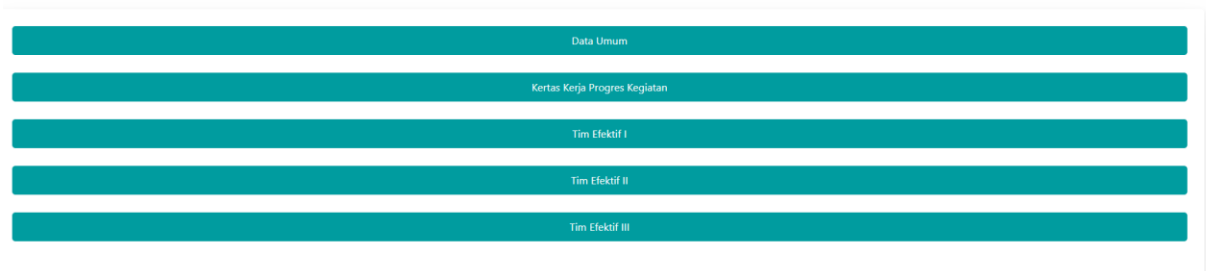 Data Umum
Kertas Kerja Progres Kegiatan
Tim Efektif I
Tim Efektif II
Tim Efektif III